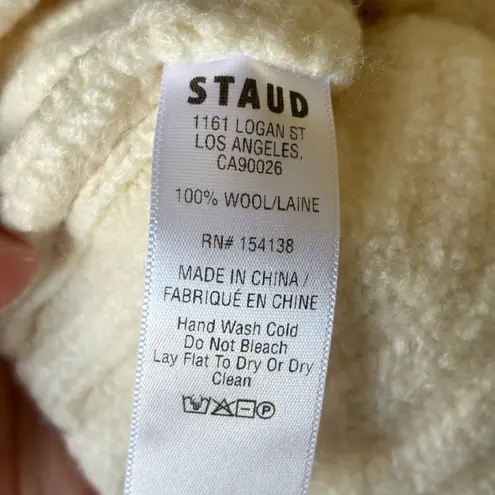 STAUD
1161 LOGAN ST
LOS ANGELES,
CA90026
100% WOOL/LAINE
RN# 154138
MADE IN CHINA /
FABRIQUÉ EN CHINE
Hand Wash Cold
Do Not Bleach
Lay Flat To Dry Or Dry
Clean
P